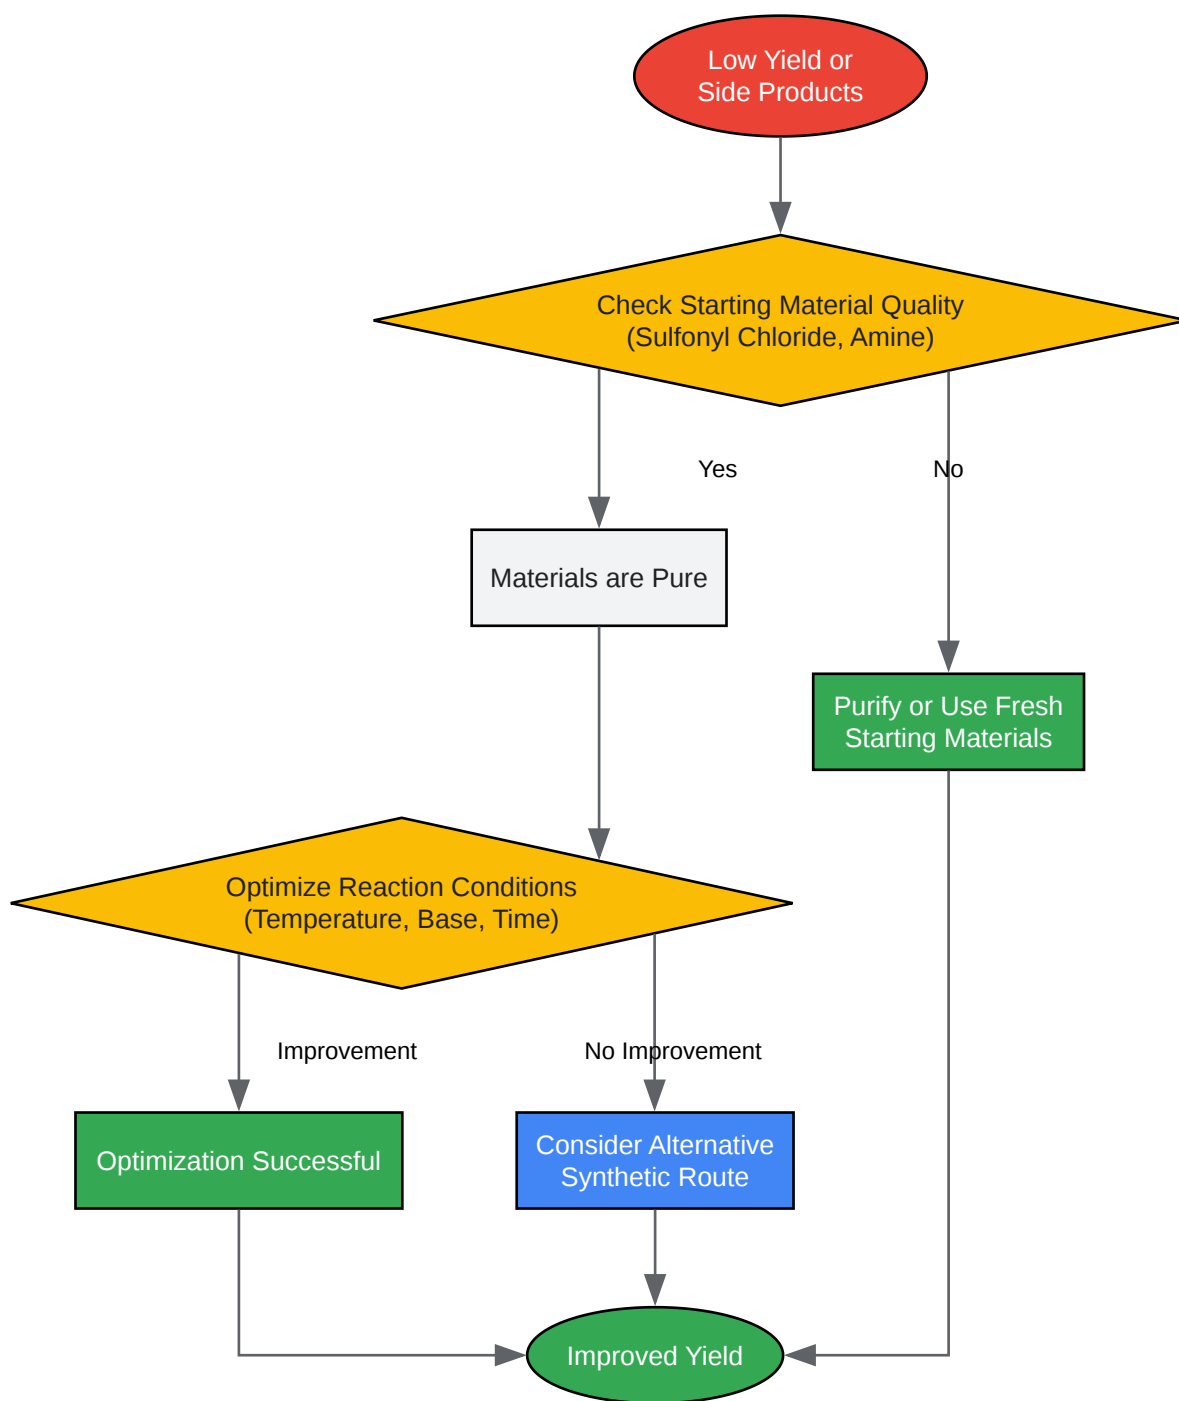 Low Yield or
Side Products
Check Starting Material Quality
(Sulfonyl Chloride, Amine)
Yes
No
Materials are Pure
Purify or Use Fresh
Starting Materials
Optimize Reaction Conditions
(Temperature, Base, Time)
Improvement
No Improvement
Optimization Successful
Consider Alternative
Synthetic Route
Improved Yield